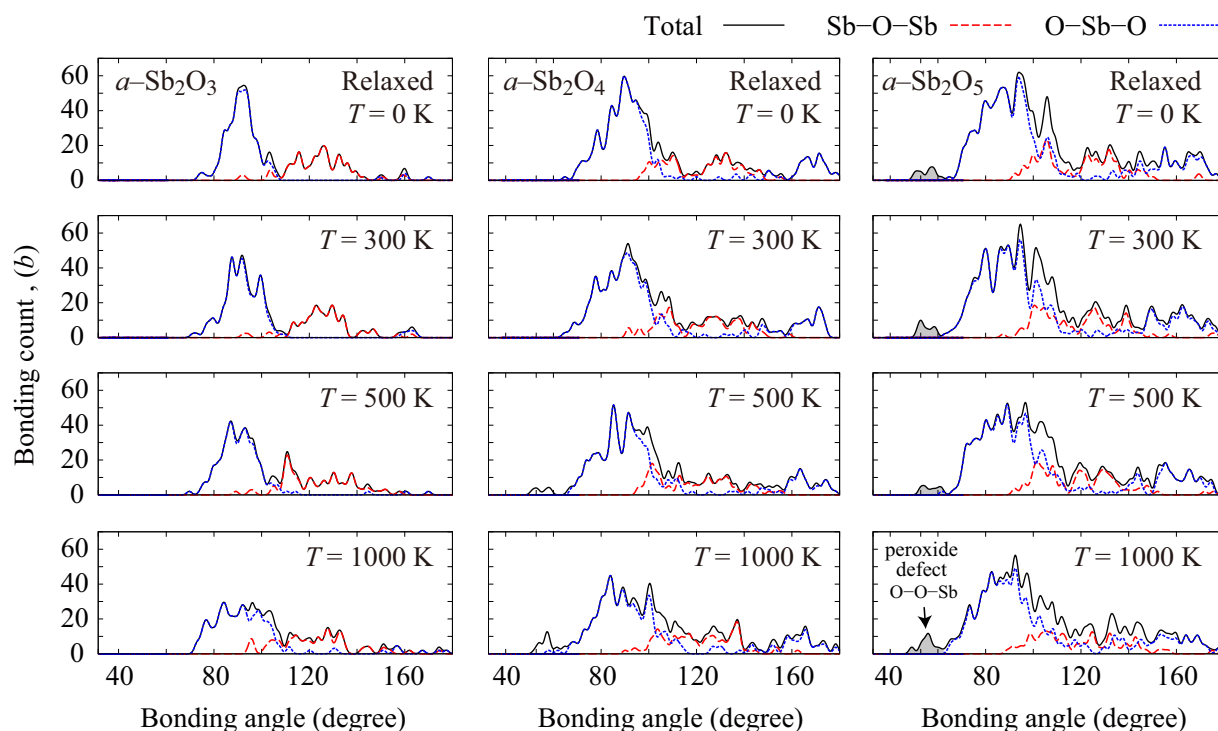 Total Sb−O−Sb O−Sb−O
a–Sb₂O₃ Relaxed
T = 0 K
a–Sb₂O₄ Relaxed
T = 0 K
a–Sb₂O₅ Relaxed
T = 0 K
60
40
20
0
T = 300 K
T = 300 K
T = 300 K
60
40
20
0
T = 500 K
T = 500 K
T = 500 K
60
40
20
0
T = 1000 K
T = 1000 K
T = 1000 K
peroxide
defect
O−O−Sb
60
40
20
0
Bonding count , (b)
40 80 120 160
40 80 120 160
40 80 120 160
Bonding angle (degree)
Bonding angle (degree)
Bonding angle (degree)